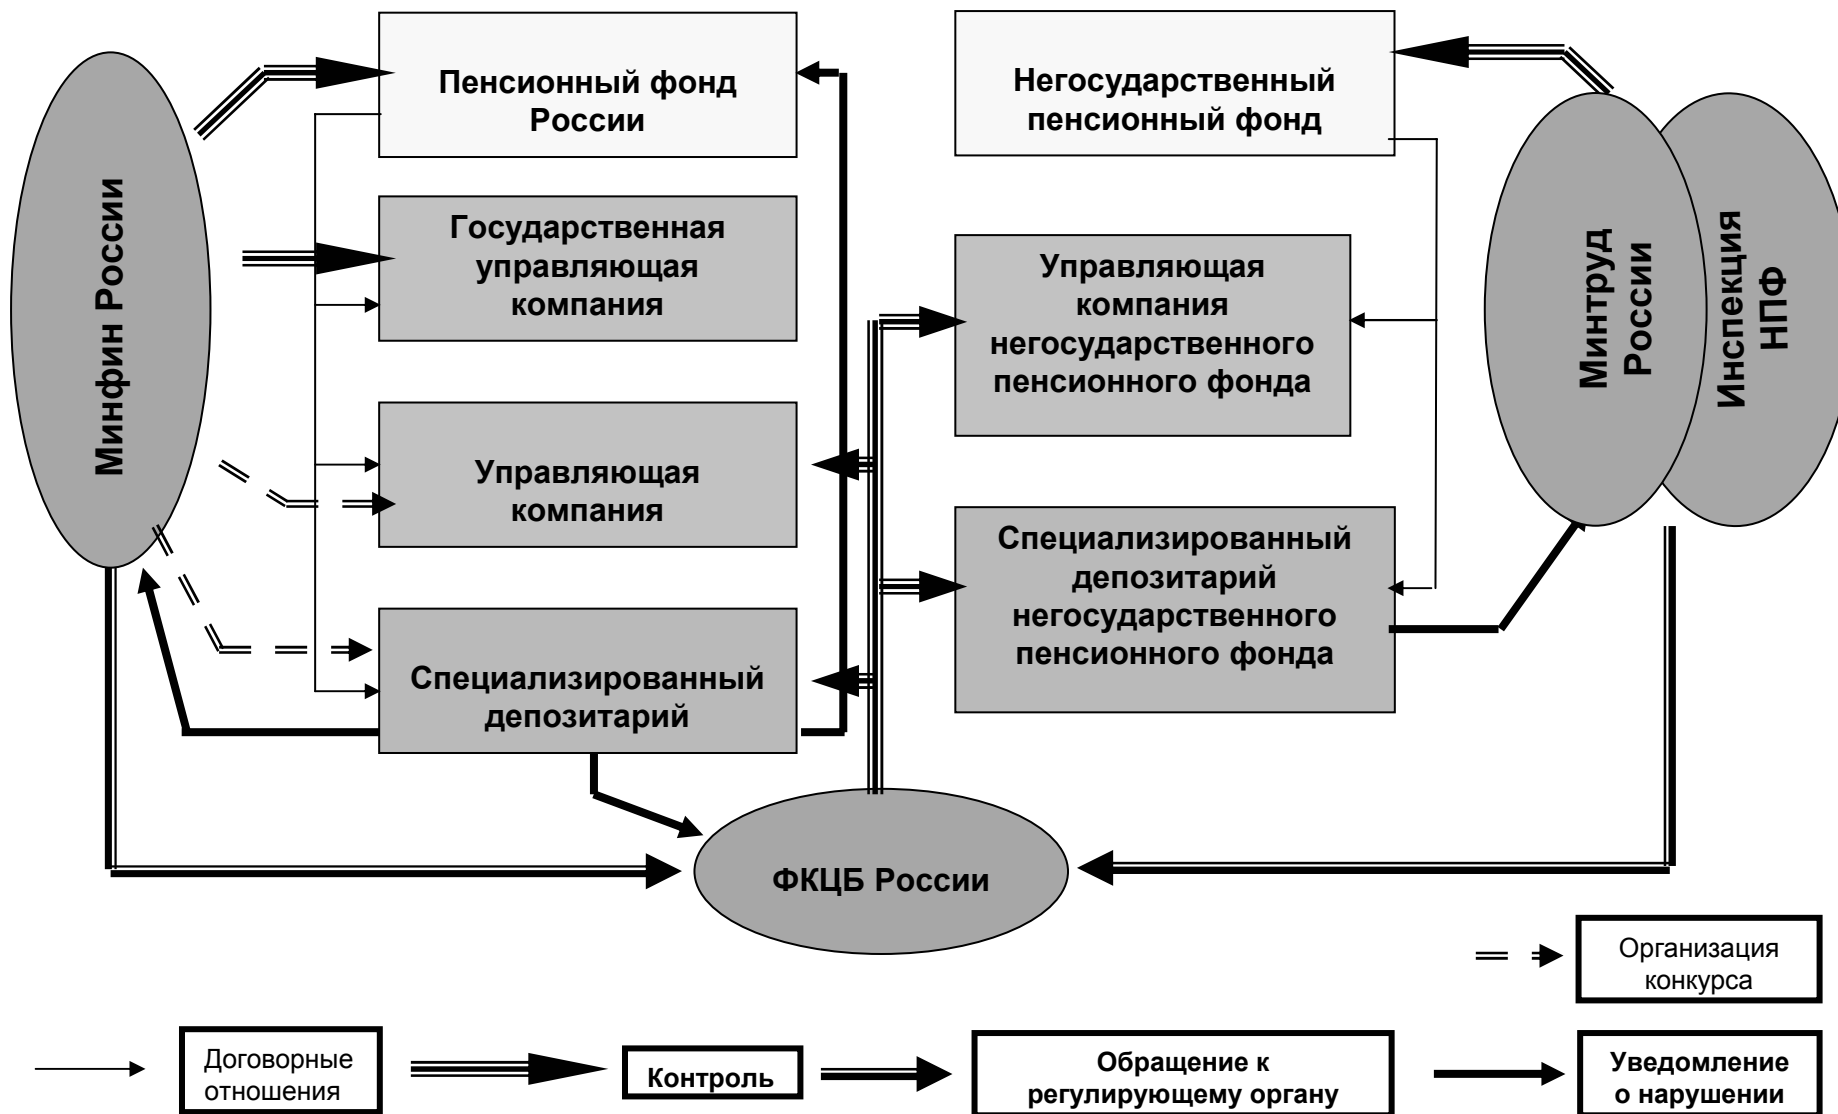 Пенсионный фонд
России
Негосударственный
пенсионный фонд
Минфин России
Государственная
управляющая
компания
Управляющая
компания
негосударственного
пенсионного фонда
Минтруд
России
Инспекция
НПФ
Управляющая
компания
Специализированный
депозитарий
негосударственного
пенсионного фонда
Специализированный
депозитарий
ФКЦБ России
Организация
конкурса
Договорные
отношения
Контроль
Обращение к
регулирующему органу
Уведомление
о нарушении